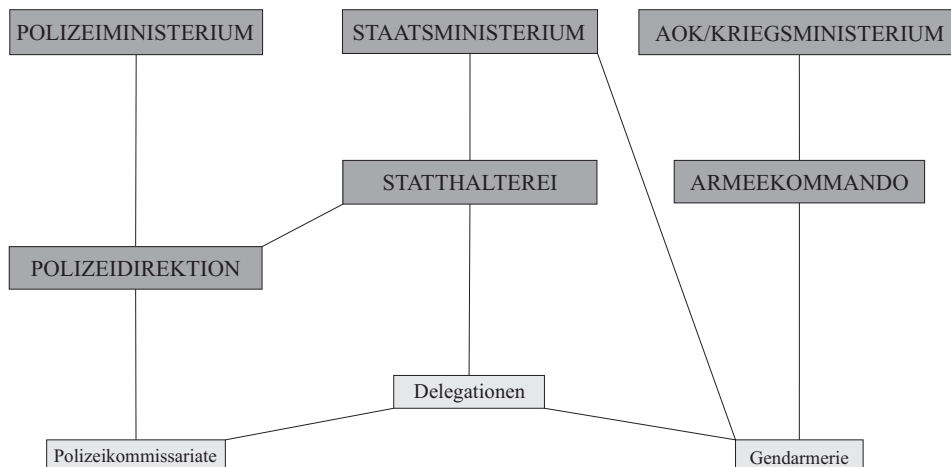 POLIZEIMINISTERIUM
STAATSMINISTERIUM
AOK/KRIEGSMINISTERIUM
STATTHALTEREI
ARMEEKOMMANDO
POLIZEIDIREKTION
Delegationen
Polizeikommissariate
Gendarmerie